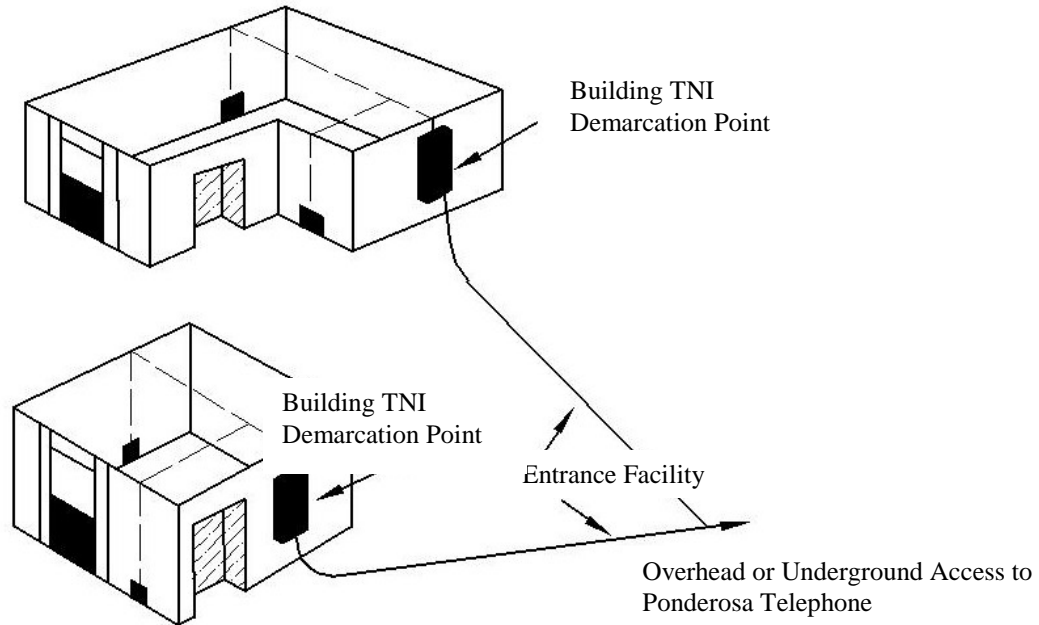 Building TNI
Demarcation Point
Building TNI
Demarcation Point
Entrance Facility
Overhead or Underground Access to
Ponderosa Telephone